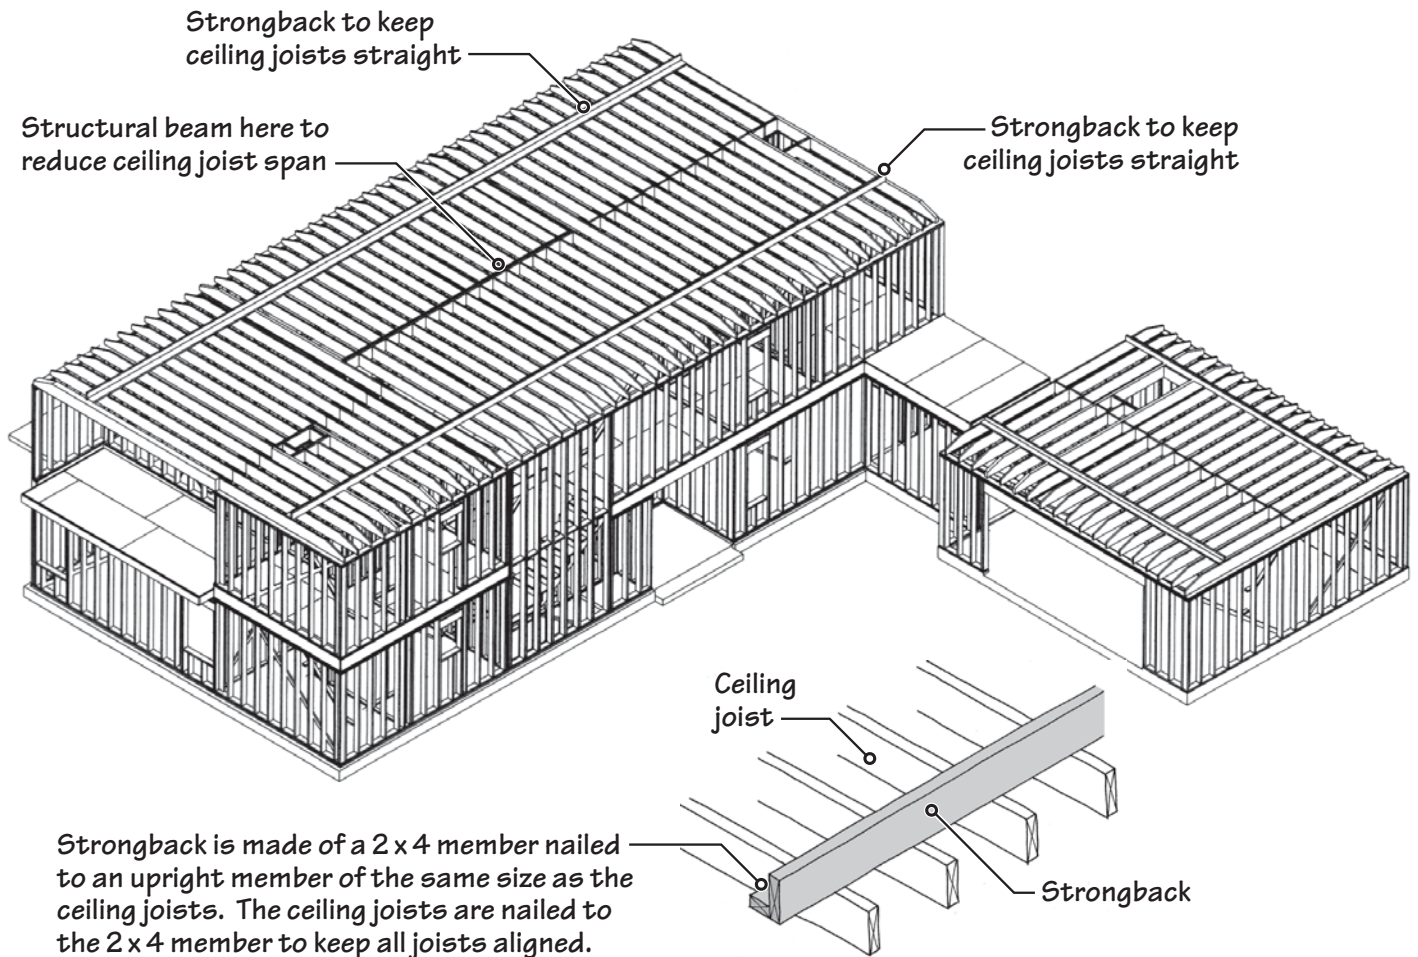 Strongback to keep
ceiling joists straight
Structural beam here to
reduce ceiling joist span
Strongback to keep
ceiling joists straight
Ceiling
joist
Strongback is made of a 2 x 4 member nailed
to an upright member of the same size as the
ceiling joists. The ceiling joists are nailed to
the 2 x 4 member to keep all joists aligned.
Strongback